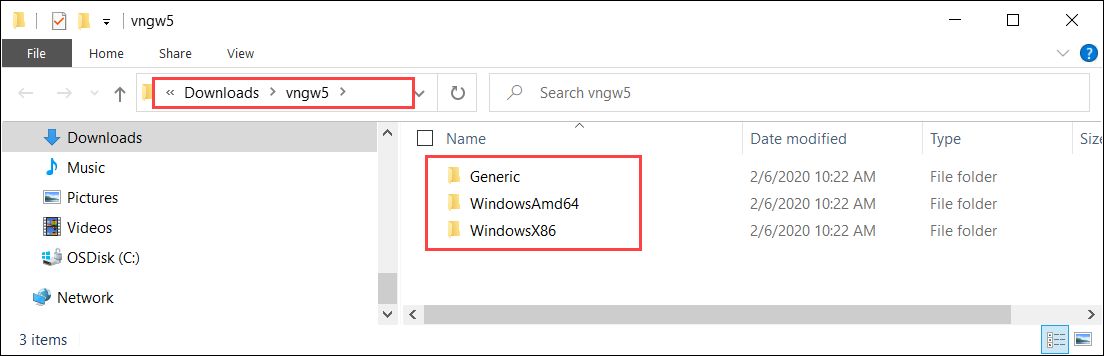 vngw5
File Home Share View
« Downloads > vngw5 >
Search vngw5
Downloads
Music
Pictures
Videos
OSDisk (C:)
Network
Name Date modified Type Size
Generic 2/6/2020 10:22 AM File folder
WindowsAmd64 2/6/2020 10:22 AM File folder
WindowsX86 2/6/2020 10:22 AM File folder
3 items